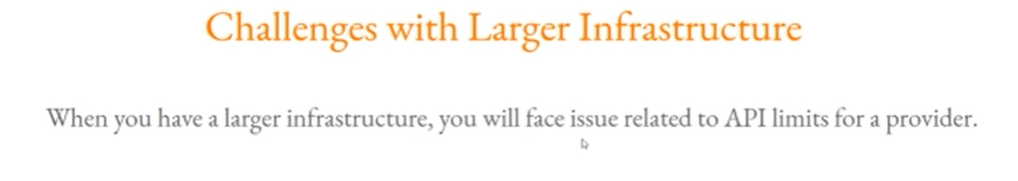 Challenges with Larger Infrastructure
When you have a larger infrastructure, you will face issue related to API limits for a provider.